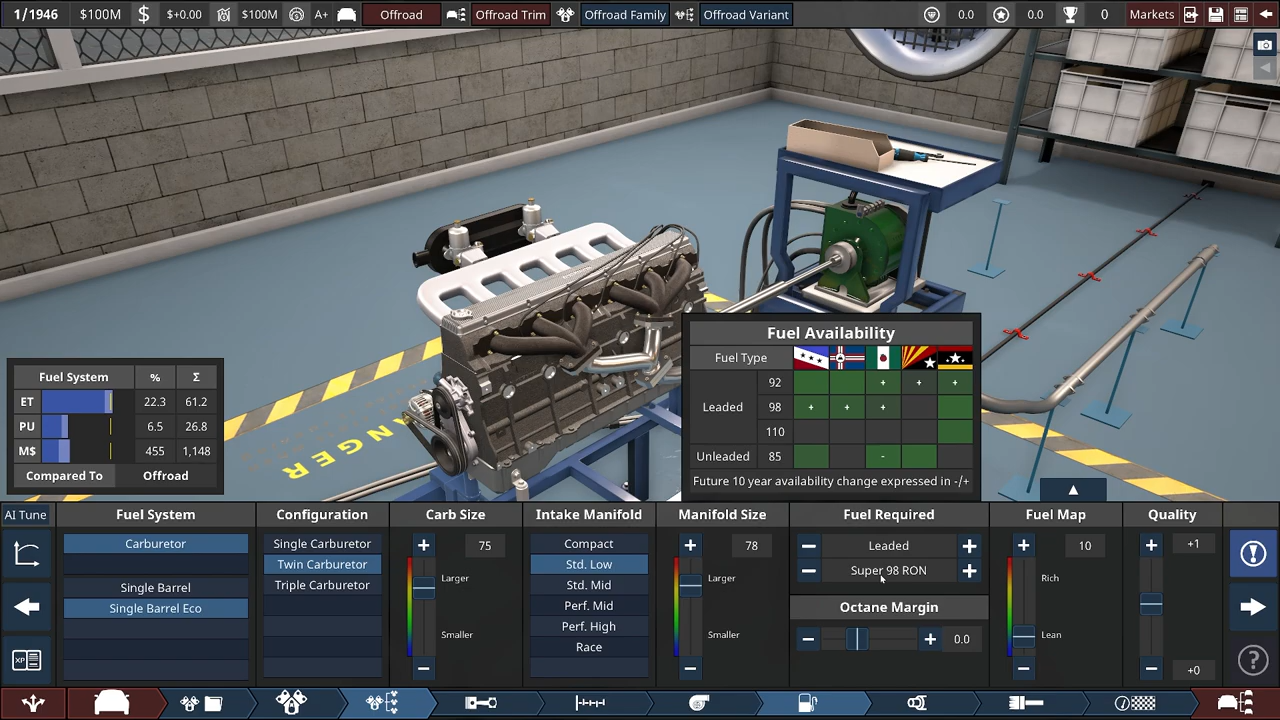 1/1946 $100M $+0.00 $100M A+ Offroad Offroad Trim Offroad Family Offroad Variant 0.0 0.0 0 Markets
DANGER
Fuel Availability
Fuel Type
Leaded 92 + + +
98 + + +
110
Unleaded 85 -
Future 10 year availability change expressed in -/+
Fuel System % Σ
ET 22.3 61.2
PU 6.5 26.8
M$ 455 1,148
Compared To Offroad
AI Tune
Fuel System
Carburetor
Single Barrel
Single Barrel Eco
Configuration
Single Carburetor
Twin Carburetor
Triple Carburetor
Carb Size
+ 75
Larger
Smaller
−
Intake Manifold
Compact
Std. Low
Std. Mid
Perf. Mid
Perf. High
Race
Manifold Size
+ 78
Larger
Smaller
−
Fuel Required
− Leaded +
− Super 98 RON +
Octane Margin
− + 0.0
Fuel Map
+ 10
Rich
Lean
−
Quality
+ +1
− +0
XP
?